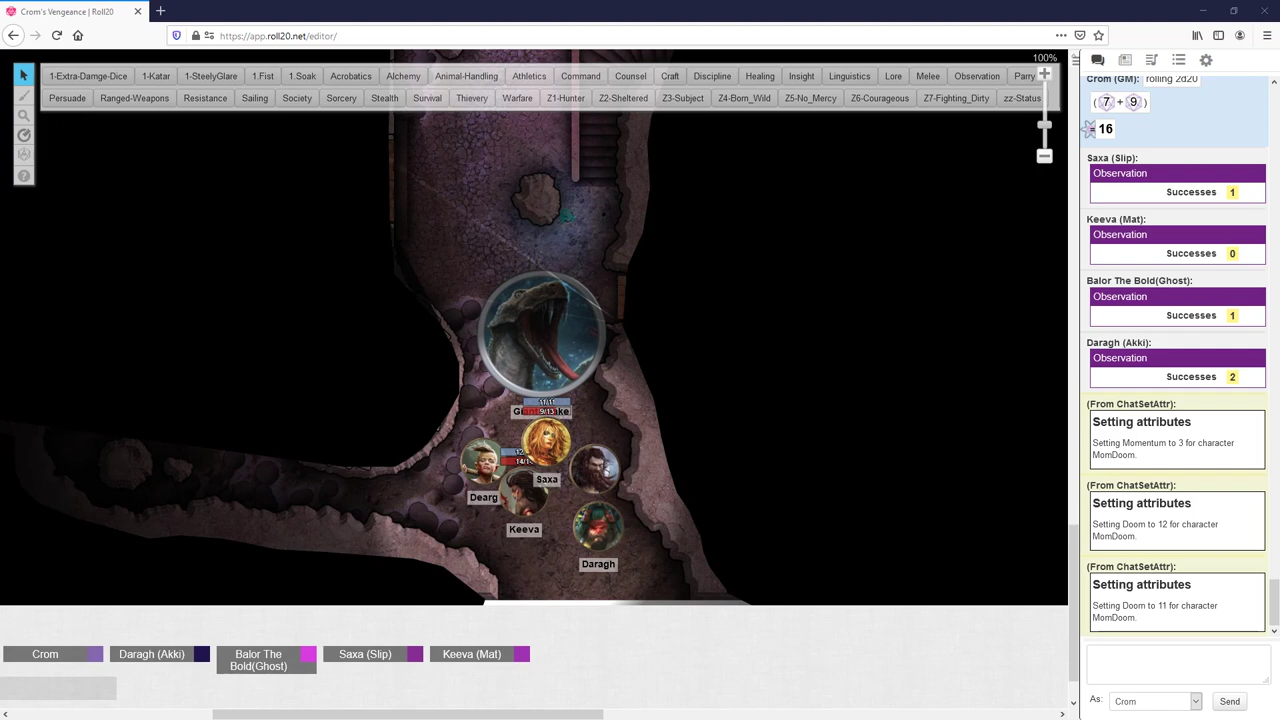 Crom's Vengeance | Roll20
https://app.roll20.net/editor/
100%
1-Extra-Damge-Dice 1-Katar 1-SteelyGlare 1.Fist 1.Soak Acrobatics Alchemy Animal-Handling Athletics Command Counsel Craft Discipline Healing Insight Linguistics Lore Melee Observation Parry
Persuade Ranged-Weapons Resistance Sailing Society Sorcery Stealth Survival Thievery Warfare Z1-Hunter Z2-Sheltered Z3-Subject Z4-Born_Wild Z5-No_Mercy Z6-Courageous Z7-Fighting_Dirty zz-Status
11/11
9/13
Saxa
Dearg
Keeva
Daragh
Crom
Daragh (Akki)
Balor The
Bold(Ghost)
Saxa (Slip)
Keeva (Mat)
Crom (GM): rolling 2d20
(7+9)
= 16
Saxa (Slip):
Observation
Successes 1
Keeva (Mat):
Observation
Successes 0
Balor The Bold(Ghost):
Observation
Successes 1
Daragh (Akki):
Observation
Successes 2
(From ChatSetAttr):
Setting attributes
Setting Momentum to 3 for character
MomDoom.
(From ChatSetAttr):
Setting attributes
Setting Doom to 12 for character
MomDoom.
(From ChatSetAttr):
Setting attributes
Setting Doom to 11 for character
MomDoom.
As: Crom Send